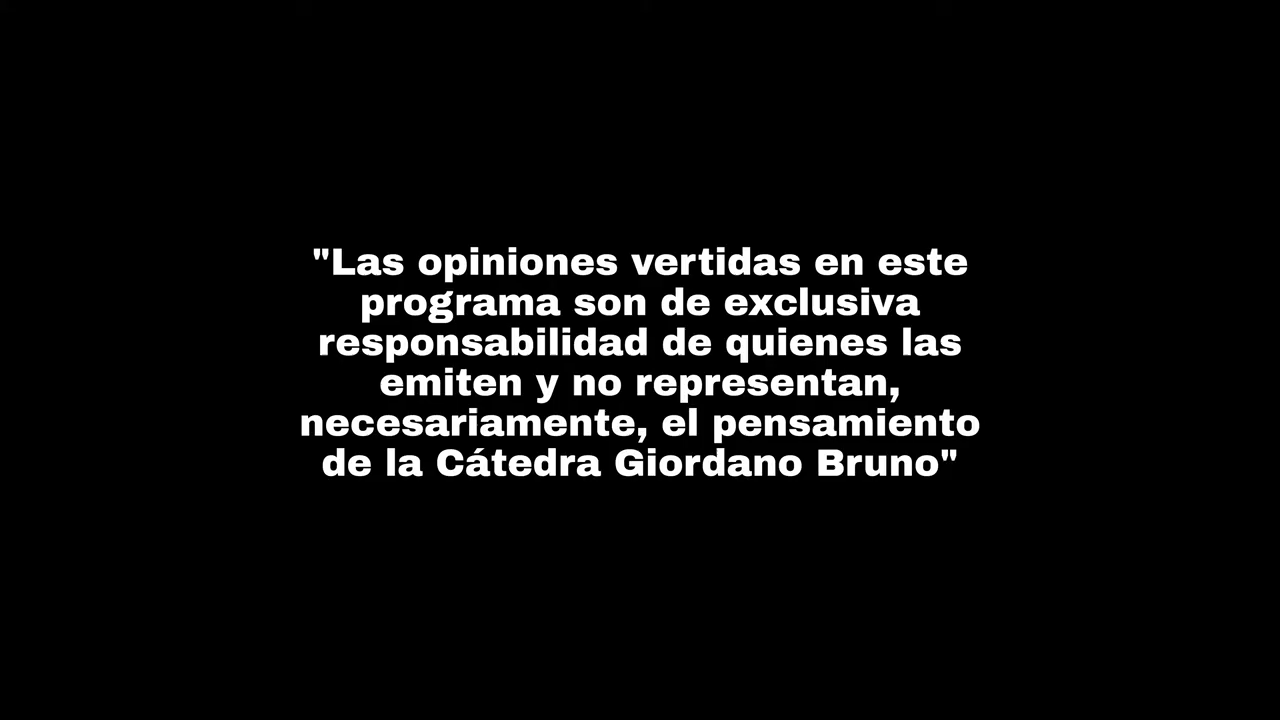 "Las opiniones vertidas en este
programa son de exclusiva
responsabilidad de quienes las
emiten y no representan,
necesariamente, el pensamiento
de la Cátedra Giordano Bruno"